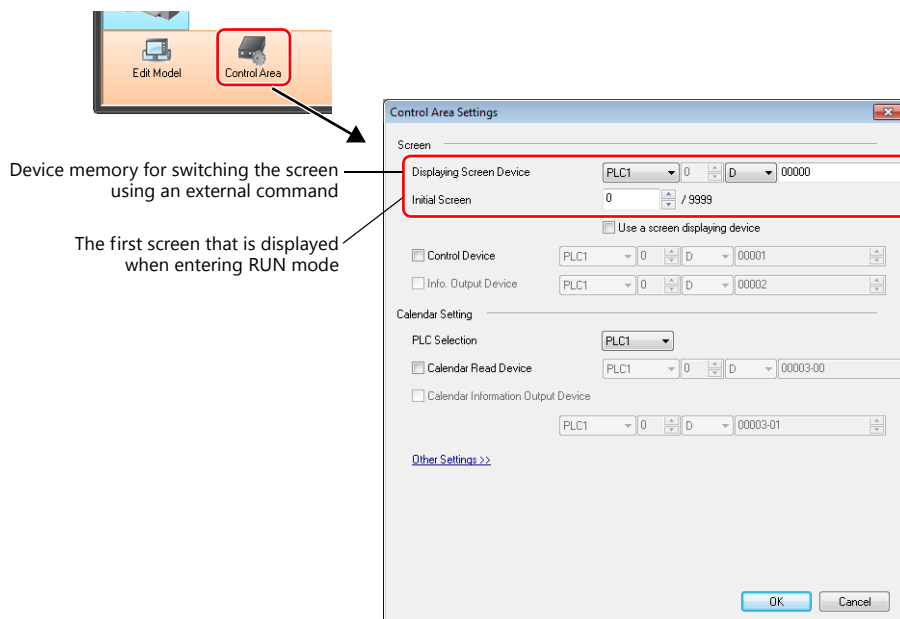 Edit Model
Control Area
Control Area Settings
Screen
Device memory for switching the screen
using an external command
Displaying Screen Device PLC1 0 D 00000
Initial Screen 0 / 9999
The first screen that is displayed
when entering RUN mode
Use a screen displaying device
Control Device PLC1 0 D 00001
Info. Output Device PLC1 0 D 00002
Calendar Setting
PLC Selection PLC1
Calendar Read Device PLC1 0 D 00003-00
Calendar Information Output Device
PLC1 0 D 00003-01
Other Settings >>
OK Cancel